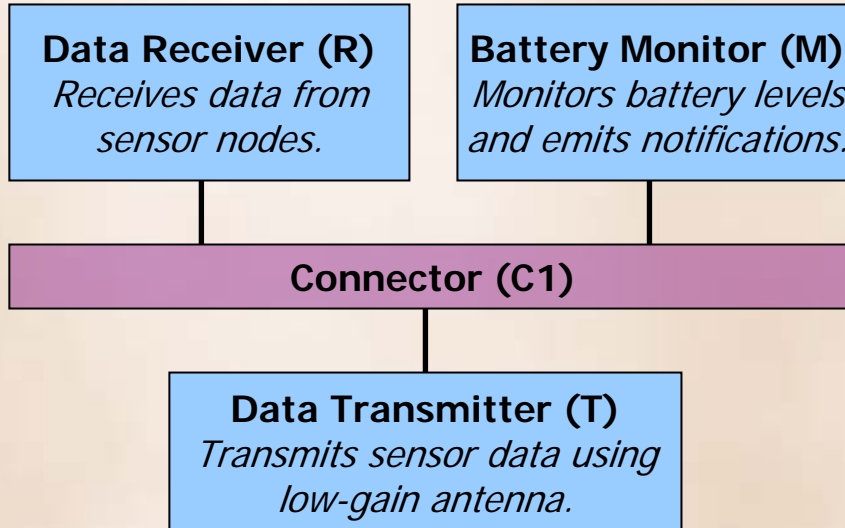 Data Receiver (R)
Receives data from
sensor nodes.
Battery Monitor (M)
Monitors battery levels
and emits notifications.
Connector (C1)
Data Transmitter (T)
Transmits sensor data using
low-gain antenna.